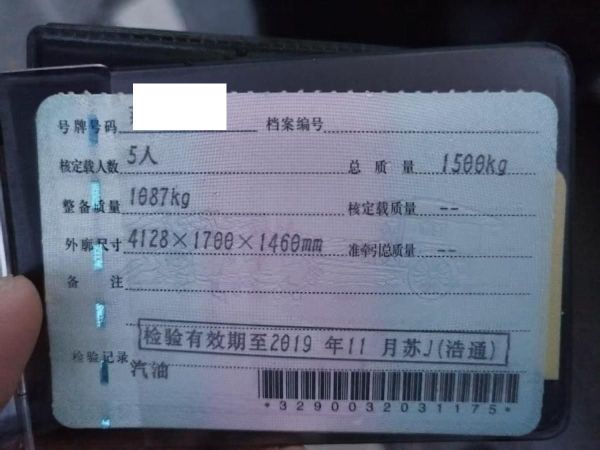 号牌号码 档案编号
核定载人数 5人 总质量 1500kg
整备质量 1087kg 核定载质量 --
外廓尺寸 4128×1700×1460mm 准牵引总质量 --
备注
检验有效期至2019年11月苏J(浩通)
检验记录
汽油
*3290032031175*